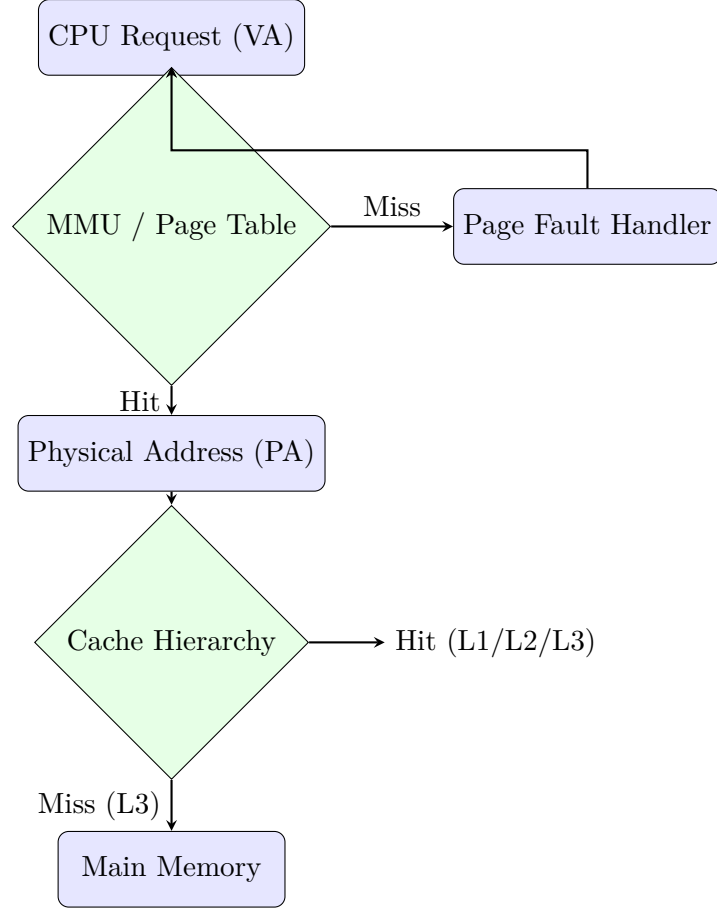 CPU Request (VA)
MMU / Page Table
Miss
Page Fault Handler
Hit
Physical Address (PA)
Cache Hierarchy
Hit (L1/L2/L3)
Miss (L3)
Main Memory